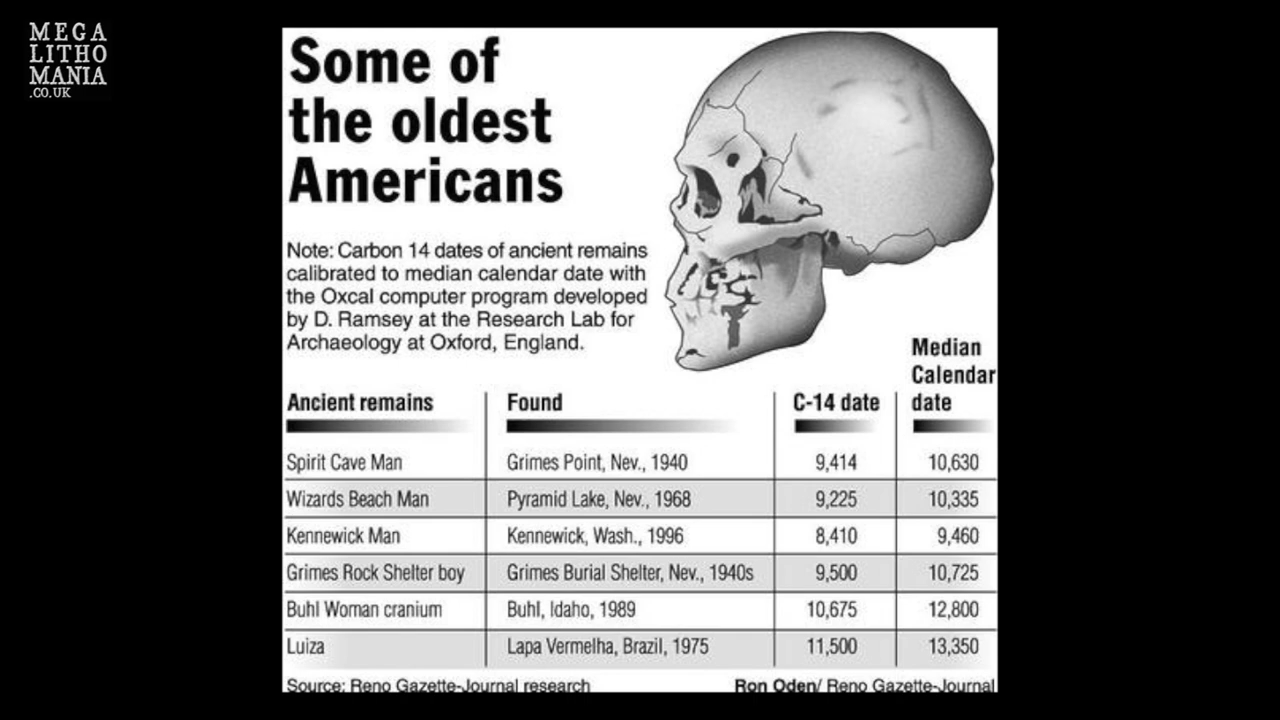 MEGA
LITHO
MANIA
.CO.UK
Some of
the oldest
Americans
Note: Carbon 14 dates of ancient remains
calibrated to median calendar date with
the Oxcal computer program developed
by D. Ramsey at the Research Lab for
Archaeology at Oxford, England.
Median
Calendar
Ancient remains Found C-14 date date
Spirit Cave Man Grimes Point, Nev., 1940 9,414 10,630
Wizards Beach Man Pyramid Lake, Nev., 1968 9,225 10,335
Kennewick Man Kennewick, Wash., 1996 8,410 9,460
Grimes Rock Shelter boy Grimes Burial Shelter, Nev., 1940s 9,500 10,725
Buhl Woman cranium Buhl, Idaho, 1989 10,675 12,800
Luiza Lapa Vermelha, Brazil, 1975 11,500 13,350
Source: Reno Gazette-Journal research Ron Oden/ Reno Gazette-Journal